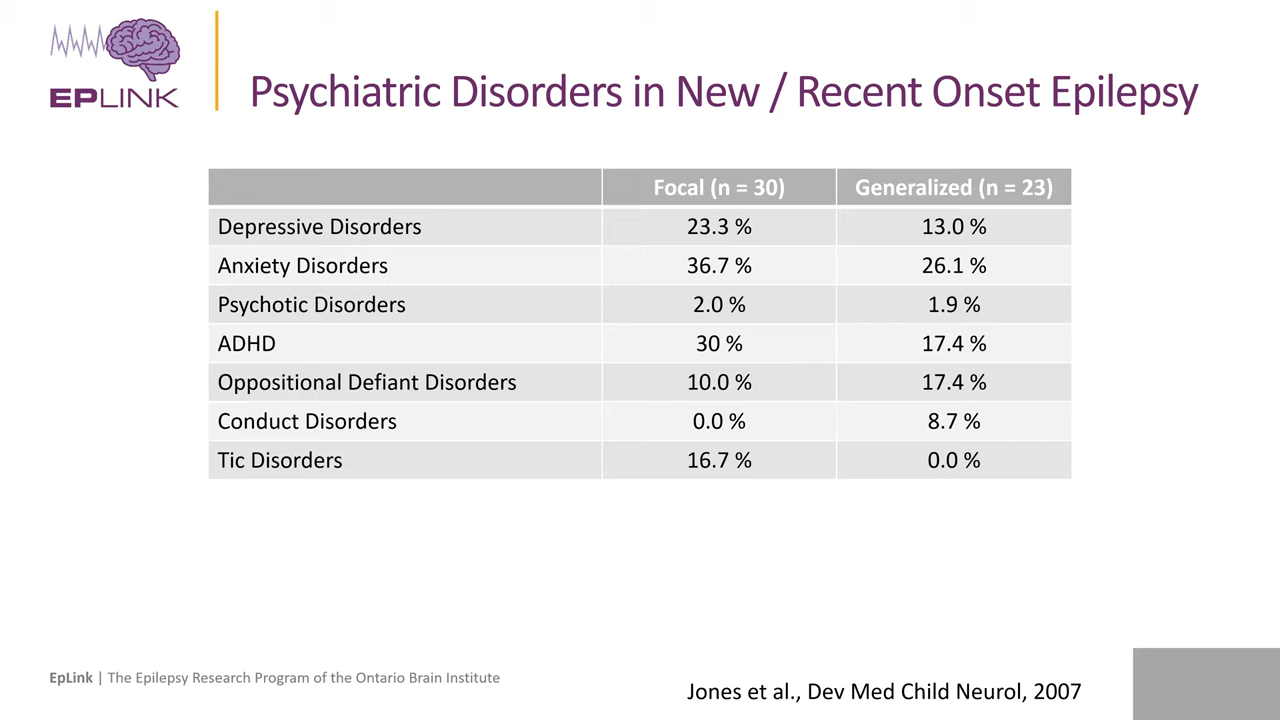 EPLINK
Psychiatric Disorders in New / Recent Onset Epilepsy
Focal (n = 30) Generalized (n = 23)
Depressive Disorders 23.3 % 13.0 %
Anxiety Disorders 36.7 % 26.1 %
Psychotic Disorders 2.0 % 1.9 %
ADHD 30 % 17.4 %
Oppositional Defiant Disorders 10.0 % 17.4 %
Conduct Disorders 0.0 % 8.7 %
Tic Disorders 16.7 % 0.0 %
EpLink | The Epilepsy Research Program of the Ontario Brain Institute
Jones et al., Dev Med Child Neurol, 2007